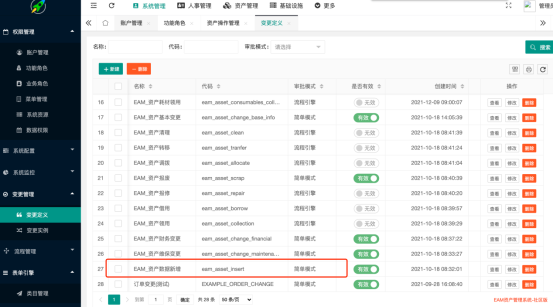 系统管理 人事管理 资产管理 基础设施 更多 管理
账户管理 功能角色 资产操作管理 变更定义
权限管理
账户管理
功能角色
业务角色
菜单管理
系统资源
数据权限
系统配置
系统监控
变更管理
变更定义
变更实例
流程管理
表单引擎
类目管理
名称: 代码: 审批模式: 请选择 搜索
新增 删除
名称 代码 审批模式 是否有效 创建时间 操作
16 EAM_资产耗材领用 eam_asset_consumables_coll... 流程引擎 无效 2021-12-09 09:00:07 查看 修改 删除
17 EAM_资产基本变更 eam_asset_change_base_info 简单模式 有效 2021-10-18 14:05:39 查看 修改 删除
18 EAM_资产清理 eam_asset_clean 流程引擎 无效 2021-10-18 08:41:38 查看 修改 删除
19 EAM_资产转移 eam_asset_tranfer 流程引擎 无效 2021-10-18 08:41:24 查看 修改 删除
20 EAM_资产调拨 eam_asset_allocate 流程引擎 无效 2021-10-18 08:41:04 查看 修改 删除
21 EAM_资产报废 eam_asset_scrap 简单模式 有效 2021-10-18 08:40:39 查看 修改 删除
22 EAM_资产报修 eam_asset_repair 流程引擎 无效 2021-10-18 08:40:20 查看 修改 删除
23 EAM_资产借用 eam_asset_borrow 流程引擎 无效 2021-10-18 08:39:59 查看 修改 删除
24 EAM_资产领用 eam_asset_collection 流程引擎 无效 2021-10-18 08:39:29 查看 修改 删除
25 EAM_资产财务变更 eam_asset_change_financial 简单模式 有效 2021-10-18 08:37:22 查看 修改 删除
26 EAM_资产维保变更 eam_asset_change_maintena... 简单模式 有效 2021-10-18 08:33:27 查看 修改 删除
27 EAM_资产数据新增 eam_asset_insert 简单模式 有效 2021-10-18 08:32:01 查看 修改 删除
28 订单变更(测试) EXAMPLE_ORDER_CHANGE 简单模式 有效 2021-09-26 16:08:40 查看 修改 删除
1 到第 1 页 确定 共 28 条 50 条/页
EAM资产管理系统-社区版